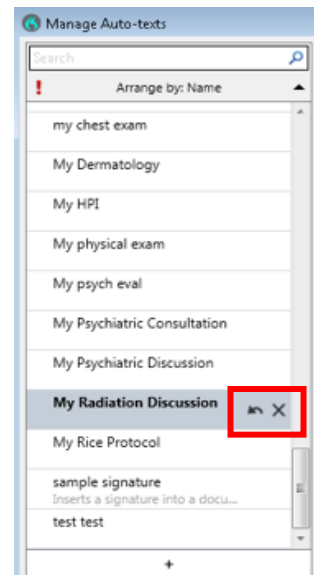 Manage Auto-texts
Search
! Arrange by: Name
my chest exam
My Dermatology
My HPI
My physical exam
My psych eval
My Psychiatric Consultation
My Psychiatric Discussion
My Radiation Discussion
My Rice Protocol
sample signature
Inserts a signature into a docu...
test test
+